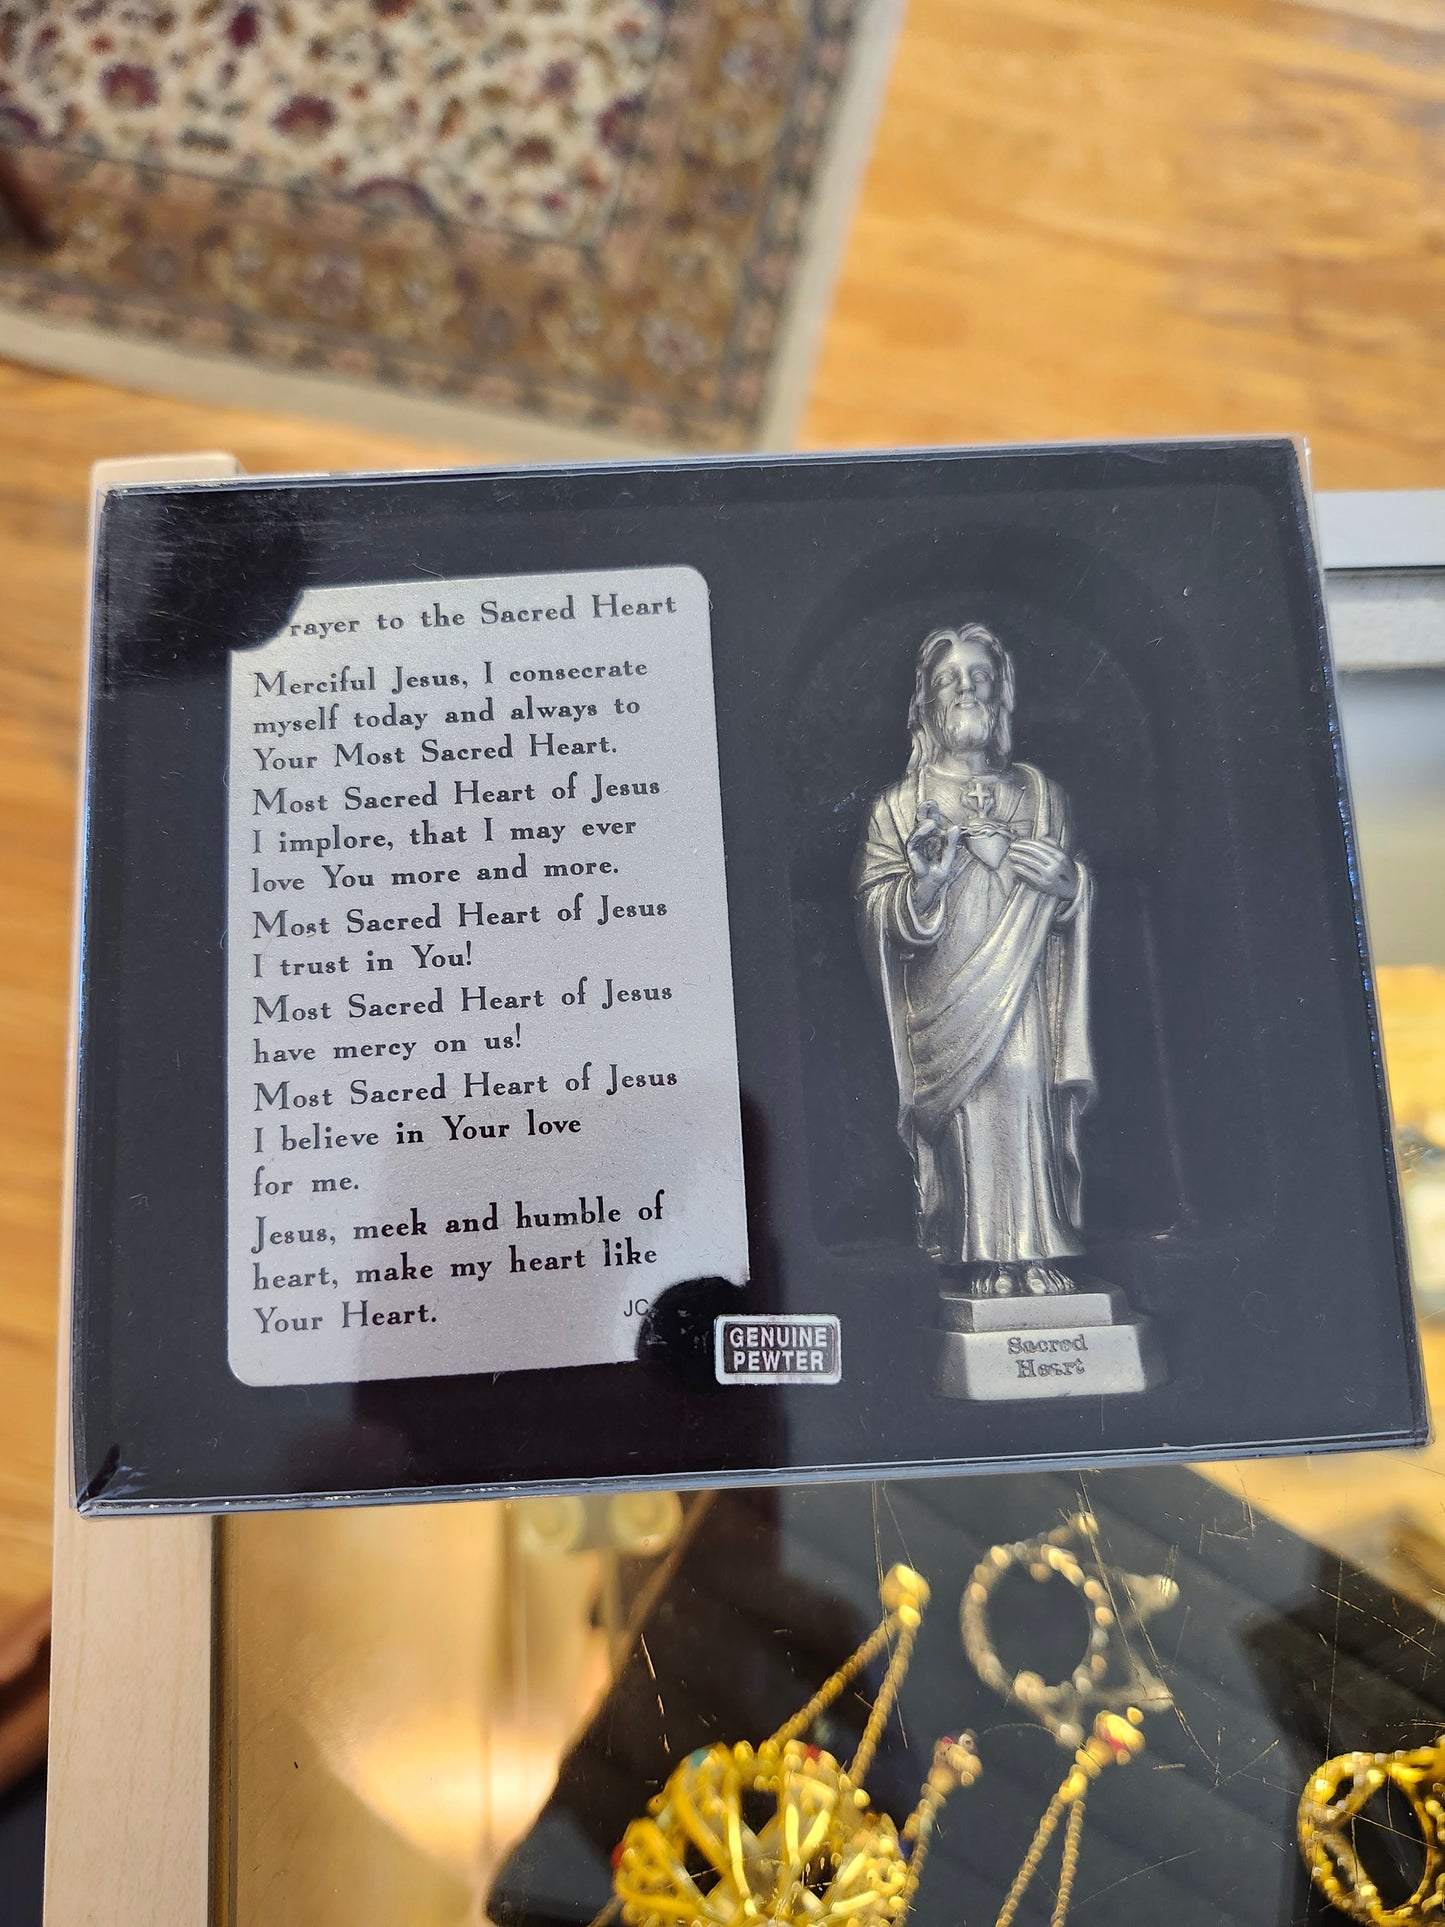 rayer to the Sacred Heart
Merciful Jesus, I consecrate
myself today and always to
Your Most Sacred Heart.
Most Sacred Heart of Jesus
I implore, that I may ever
love You more and more.
Most Sacred Heart of Jesus
I trust in You!
Most Sacred Heart of Jesus
have mercy on us!
Most Sacred Heart of Jesus
I believe in Your love
for me.
Jesus, meek and humble of
heart, make my heart like
Your Heart.
JC
GENUINE
PEWTER
Sacred
Heart